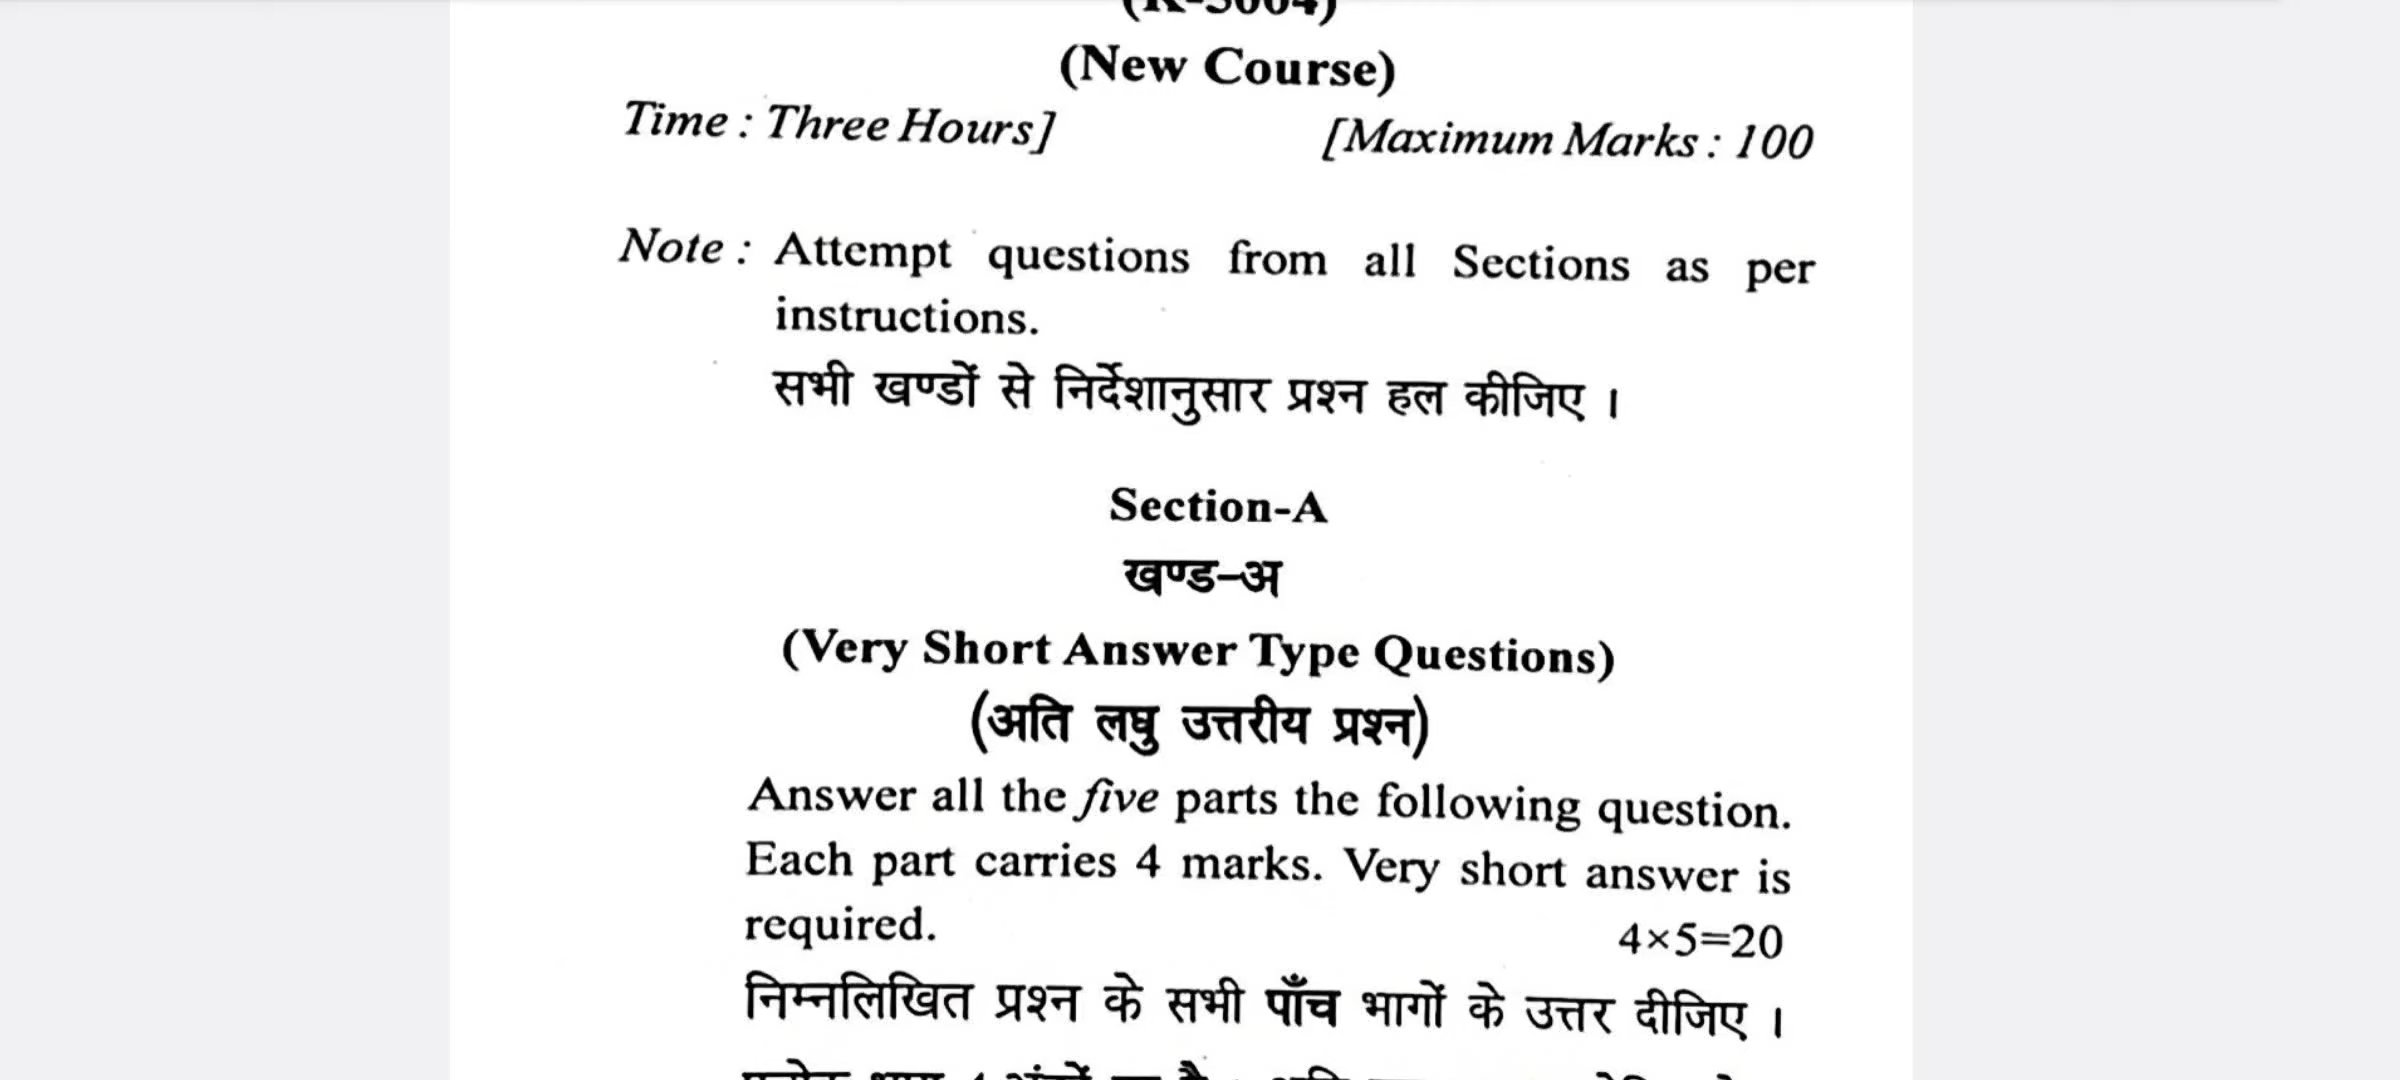 (New Course)
Time : Three Hours] [Maximum Marks : 100
Note : Attempt questions from all Sections as per
instructions.
सभी खण्डों से निर्देशानुसार प्रश्न हल कीजिए ।
Section-A
खण्ड–अ
(Very Short Answer Type Questions)
(अति लघु उत्तरीय प्रश्न)
Answer all the five parts the following question.
Each part carries 4 marks. Very short answer is
required. 4×5=20
निम्नलिखित प्रश्न के सभी पाँच भागों के उत्तर दीजिए ।